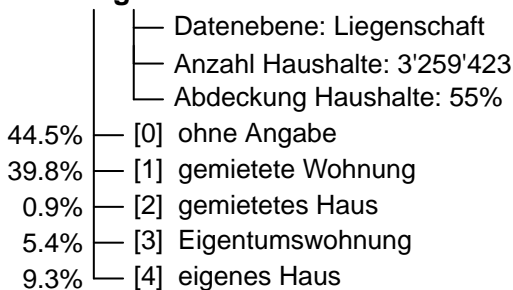 Datenebene: Liegenschaft
Anzahl Haushalte: 3'259'423
Abdeckung Haushalte: 55%
44.5% [0] ohne Angabe
39.8% [1] gemietete Wohnung
0.9% [2] gemietetes Haus
5.4% [3] Eigentumswohnung
9.3% [4] eigenes Haus